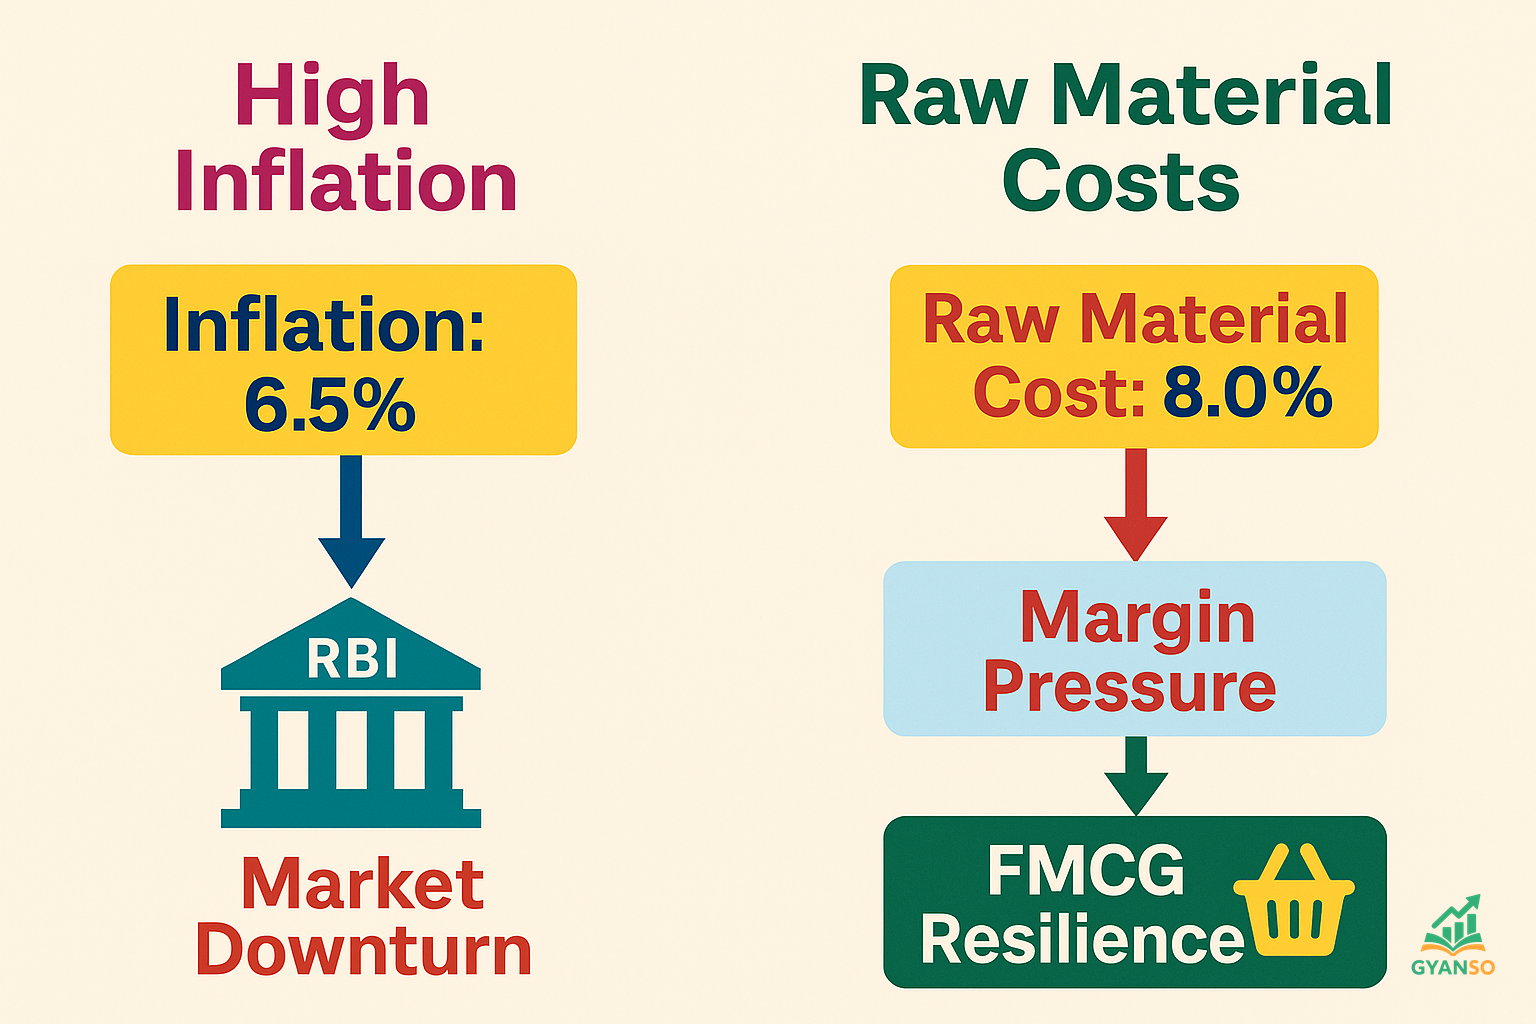 High
Inflation
Inflation:
6.5%
RBI
Market
Downturn
Raw Material
Costs
Raw Material
Cost: 8.0%
Margin
Pressure
FMCG
Resilience
GYANSO